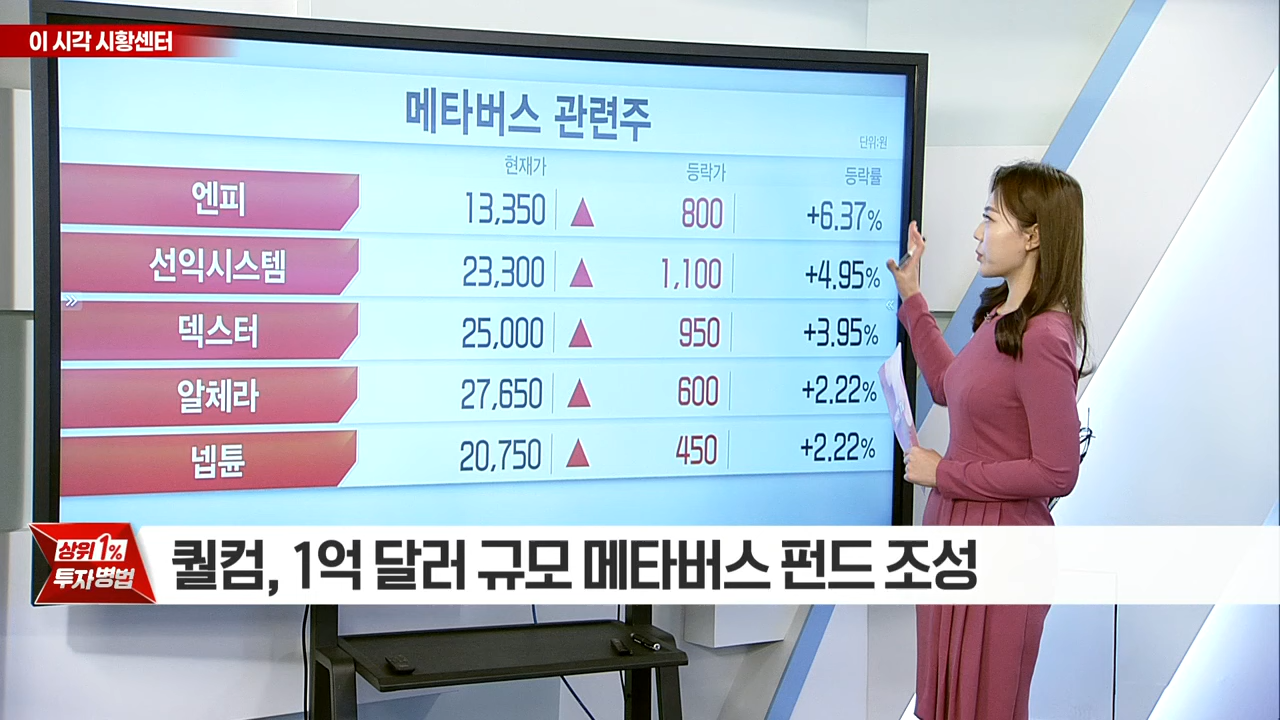 이 시각 시황센터
메타버스 관련주
단위:원
현재가 등락가 등락률
엔피 13,350 ▲ 800 +6.37%
선익시스템 23,300 ▲ 1,100 +4.95%
덱스터 25,000 ▲ 950 +3.95%
알체라 27,650 ▲ 600 +2.22%
넵튠 20,750 ▲ 450 +2.22%
상위 1%
투자병법
퀄컴, 1억 달러 규모 메타버스 펀드 조성